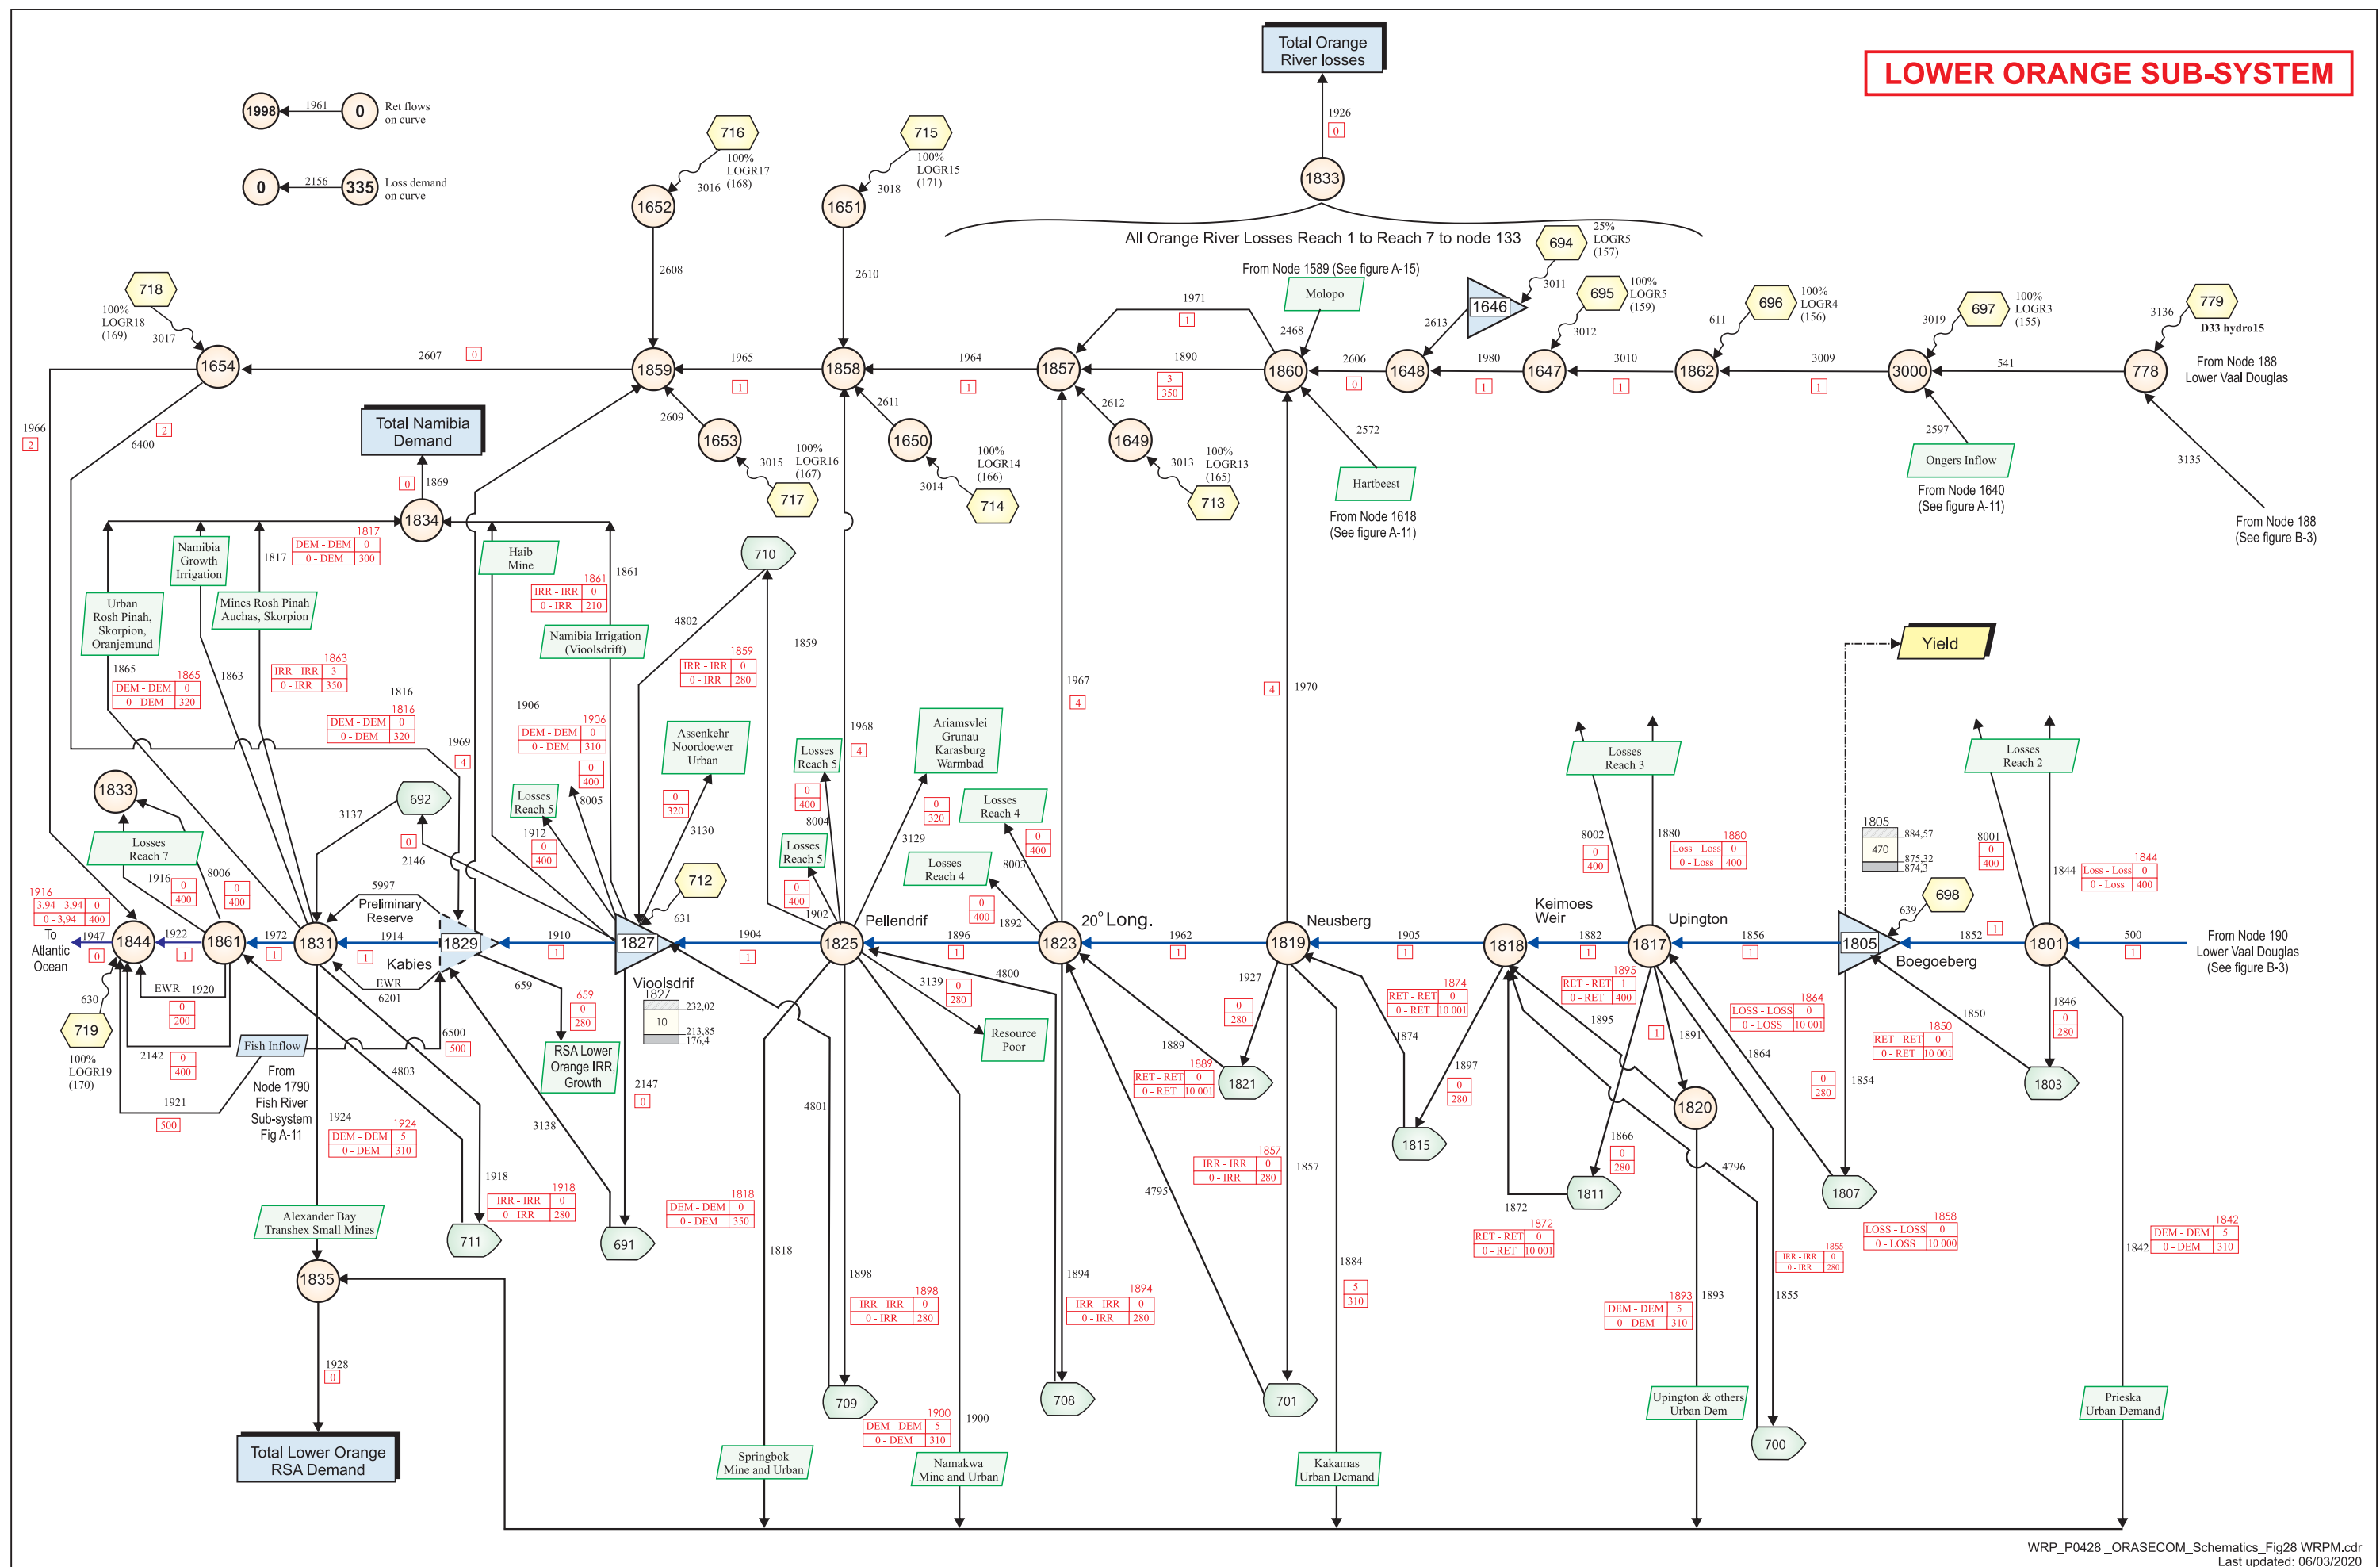 LOWER ORANGE SUB-SYSTEM
Total Orange
River losses
1926
0
1833
All Orange River Losses Reach 1 to Reach 7 to node 133
1998
1961
0
Ret flows
on curve
0
2156
335
Loss demand
on curve
716
100%
LOGR17
(168)
3016
1652
2608
715
100%
LOGR15
(171)
3018
1651
2610
694
25%
LOGR5
(157)
3011
1646
2613
695
100%
LOGR5
(159)
3012
696
100%
LOGR4
(156)
611
697
100%
LOGR3
(155)
3019
779
D33 hydro15
3136
From Node 188
Lower Vaal Douglas
From Node 1589 (See figure A-15)
Molopo
2468
1971
1
718
100%
LOGR18
(169)
3017
1654
2607
0
1859
1965
1
1858
1964
1
1857
1890
3
350
1860
2606
0
1648
1980
1
1647
3010
1
1862
3009
1
3000
541
778
2609
1653
3015
100%
LOGR16
(167)
717
2611
1650
3014
100%
LOGR14
(166)
714
2612
1649
3013
100%
LOGR13
(165)
713
2572
Hartbeest
From Node 1618
(See figure A-11)
2597
Ongers Inflow
From Node 1640
(See figure A-11)
3135
From Node 188
(See figure B-3)
1966
2
6400
2
Total Namibia
Demand
0
1869
1834
Namibia
Growth
Irrigation
1817
1817
DEM - DEM 0
0 - DEM 300
Haib
Mine
1861
1861
IRR - IRR 0
0 - IRR 210
710
4802
Urban
Rosh Pinah,
Skorpion,
Oranjemund
Mines Rosh Pinah
Auchas, Skorpion
Namibia Irrigation
(Vioolsdrift)
1859
IRR - IRR 0
0 - IRR 280
1859
1865
1865
DEM - DEM 0
0 - DEM 320
1863
1863
IRR - IRR 3
0 - IRR 350
1816
1816
DEM - DEM 0
0 - DEM 320
1969
4
1906
1906
DEM - DEM 0
0 - DEM 310
0
400
8005
Losses
Reach 5
1912
0
400
Assenkehr
Noordoewer
Urban
0
320
3130
1968
4
Losses
Reach 5
0
400
8004
Losses
Reach 5
0
400
1902
Ariamsvlei
Grunau
Karasburg
Warmbad
0
320
3129
Losses
Reach 4
0
400
8003
Losses
Reach 4
0
400
1892
1967
4
4
1970
Yield
Losses
Reach 3
8002
0
400
1880
1880
Loss - Loss 0
0 - Loss 400
Losses
Reach 2
8001
0
400
1844
1844
Loss - Loss 0
0 - Loss 400
1805
884,57
470
875,32
874,3
698
639
1833
Losses
Reach 7
1916
0
400
8006
0
400
3137
692
0
2146
712
631
1916
3,94 - 3,94 0
0 - 3,94 400
To
Atlantic
Ocean
1947
0
1844
1922
1
1861
1972
1
1831
1914
1
5997
Preliminary
Reserve
1829
Kabies
EWR
6201
1910
1
1827
Vioolsdrif
1904
1
1825
Pellendrif
1896
1
1823
20° Long.
1962
1
1819
Neusberg
1905
1
1818
Keimoes
Weir
1882
1
1817
Upington
1856
1
1805
Boegoeberg
1852
1
1801
500
1
From Node 190
Lower Vaal Douglas
(See figure B-3)
630
719
100%
LOGR19
(170)
EWR
1920
0
200
2142
0
400
Fish Inflow
From
Node 1790
Fish River
Sub-system
Fig A-11
1921
500
6500
500
659
659
0
280
RSA Lower
Orange IRR,
Growth
1827
232,02
10
213,85
176,4
2147
0
4803
3138
1924
1924
DEM - DEM 5
0 - DEM 310
1918
1918
IRR - IRR 0
0 - IRR 280
711
691
Alexander Bay
Transhex Small Mines
1835
1928
0
Total Lower Orange
RSA Demand
1818
DEM - DEM 0
0 - DEM 350
1818
4801
3139
0
280
Resource
Poor
4800
1898
1898
IRR - IRR 0
0 - IRR 280
709
1900
DEM - DEM 5
0 - DEM 310
1900
Springbok
Mine and Urban
Namakwa
Mine and Urban
1894
1894
IRR - IRR 0
0 - IRR 280
708
4795
1889
1889
RET - RET 0
0 - RET 10 001
1927
0
280
1821
1857
IRR - IRR 0
0 - IRR 280
1857
701
1884
5
310
Kakamas
Urban Demand
1874
RET - RET 0
0 - RET 10 001
1874
1897
0
280
1815
1895
RET - RET 1
0 - RET 400
1895
1
1891
1820
1866
0
280
1811
1872
1872
RET - RET 0
0 - RET 10 001
4796
1893
DEM - DEM 5
0 - DEM 310
1893
Upington & others
Urban Dem
1855
IRR - IRR 0
0 - IRR 280
1855
700
1864
LOSS - LOSS 0
0 - LOSS 10 001
1864
0
280
1854
1807
1858
LOSS - LOSS 0
0 - LOSS 10 000
1850
1850
RET - RET 0
0 - RET 10 001
1846
0
280
1803
1842
1842
DEM - DEM 5
0 - DEM 310
Prieska
Urban Demand
WRP_P0428 _ORASECOM_Schematics_Fig28 WRPM.cdr
Last updated: 06/03/2020